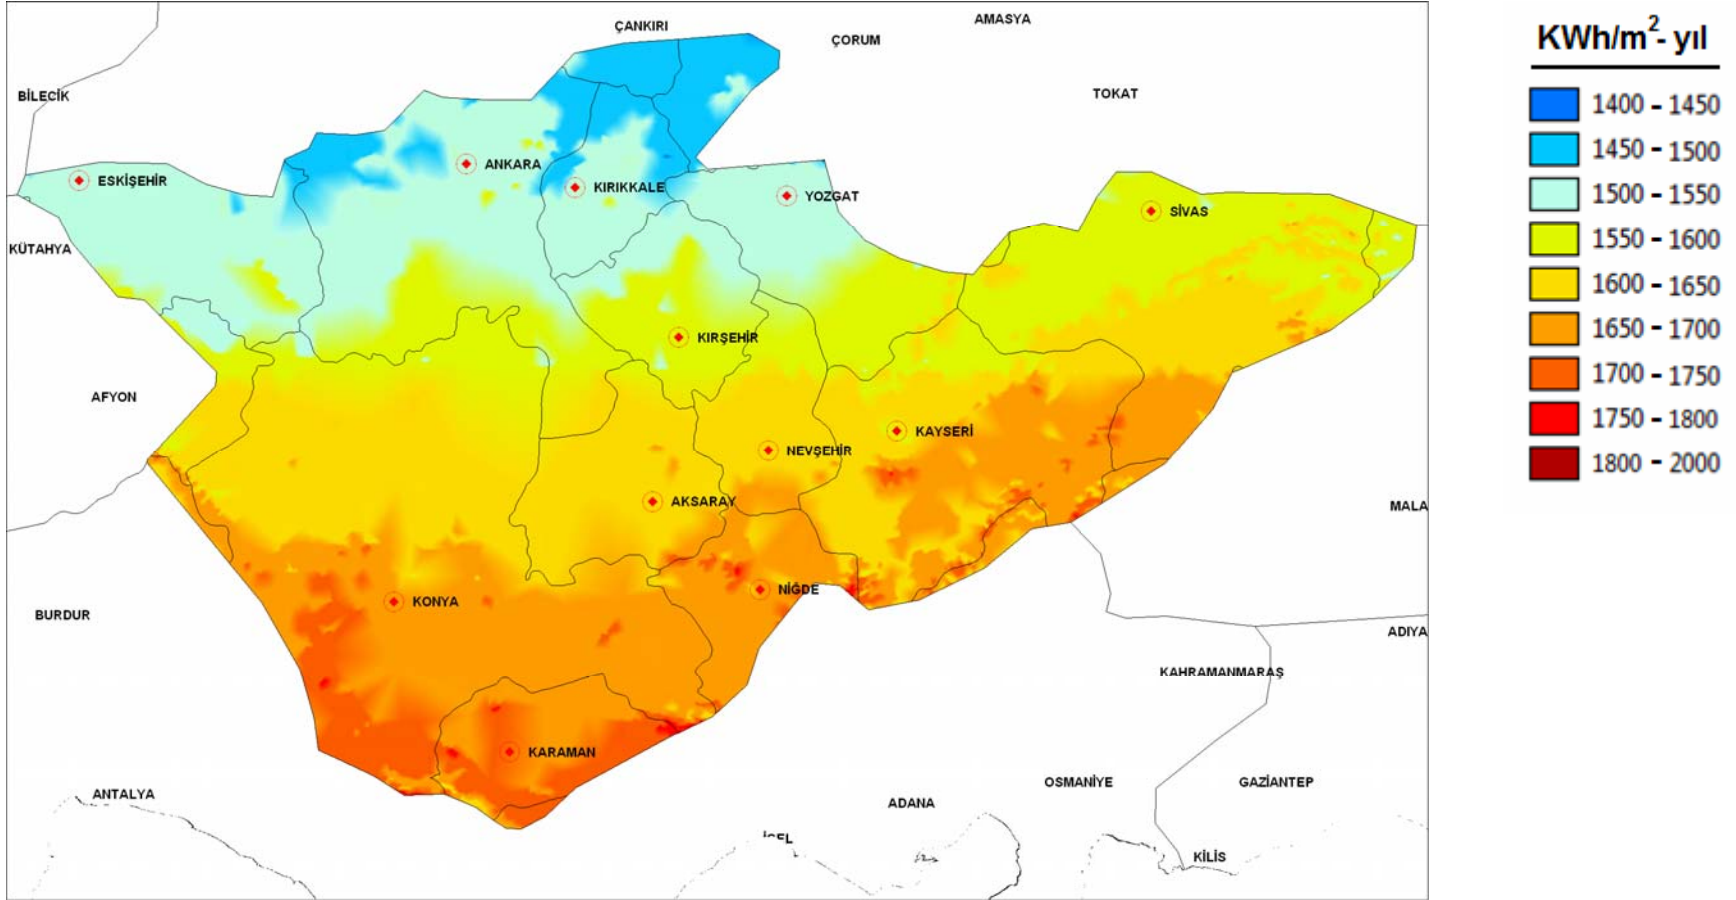 ÇANKIRI
AMASYA
ÇORUM
BİLECİK
TOKAT
ANKARA
ESKİŞEHİR
KIRIKKALE
YOZGAT
SİVAS
KÜTAHYA
KIRŞEHİR
AFYON
KAYSERİ
NEVŞEHİR
AKSARAY
MALA
NİĞDE
KONYA
BURDUR
ADIYA
KAHRAMANMARAŞ
KARAMAN
OSMANİYE
GAZİANTEP
ANTALYA
ADANA
KİLİS
KWh/m²- yıl
1400 - 1450
1450 - 1500
1500 - 1550
1550 - 1600
1600 - 1650
1650 - 1700
1700 - 1750
1750 - 1800
1800 - 2000